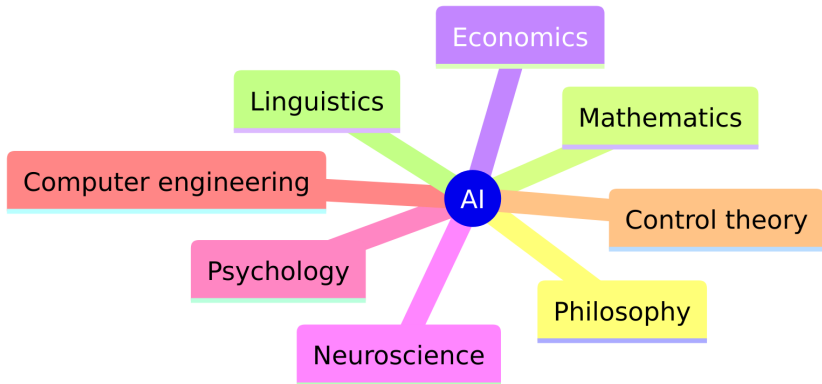 Economics
Linguistics
Mathematics
Computer engineering
AI
Control theory
Psychology
Philosophy
Neuroscience